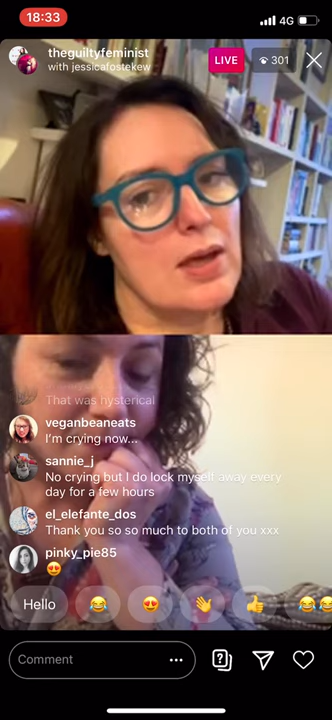 18:33
4G
theguiltyfeminist
with jessicafostekew
LIVE
301
That was hysterical
veganbeaneats
I'm crying now...
sannie_j
No crying but I do lock myself away every
day for a few hours
el_elefante_dos
Thank you so so much to both of you xxx
pinky_pie85
😍
Hello 😂 😍 👋 👍 😂😂
Comment